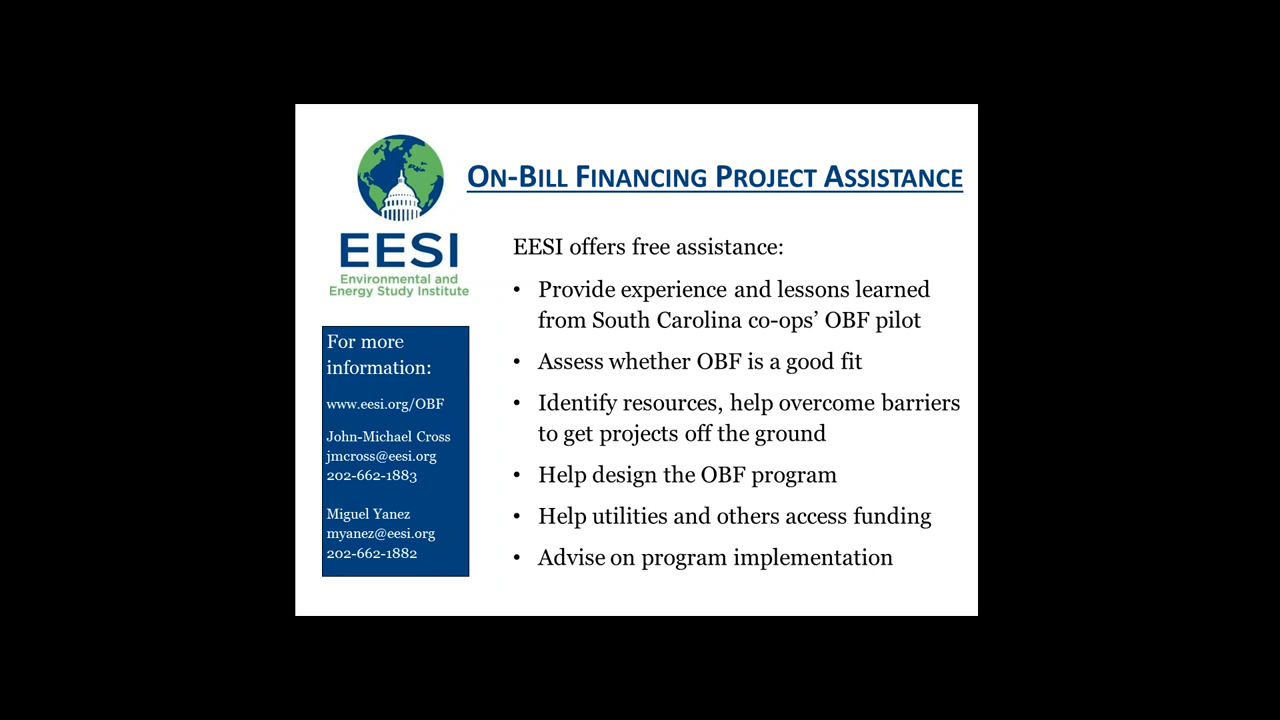 ON-BILL FINANCING PROJECT ASSISTANCE
EESI
Environmental and
Energy Study Institute
For more
information:
www.eesi.org/OBF
John-Michael Cross
jmcross@eesi.org
202-662-1883
Miguel Yanez
myanez@eesi.org
202-662-1882
EESI offers free assistance:
• Provide experience and lessons learned
from South Carolina co-ops’ OBF pilot
• Assess whether OBF is a good fit
• Identify resources, help overcome barriers
to get projects off the ground
• Help design the OBF program
• Help utilities and others access funding
• Advise on program implementation